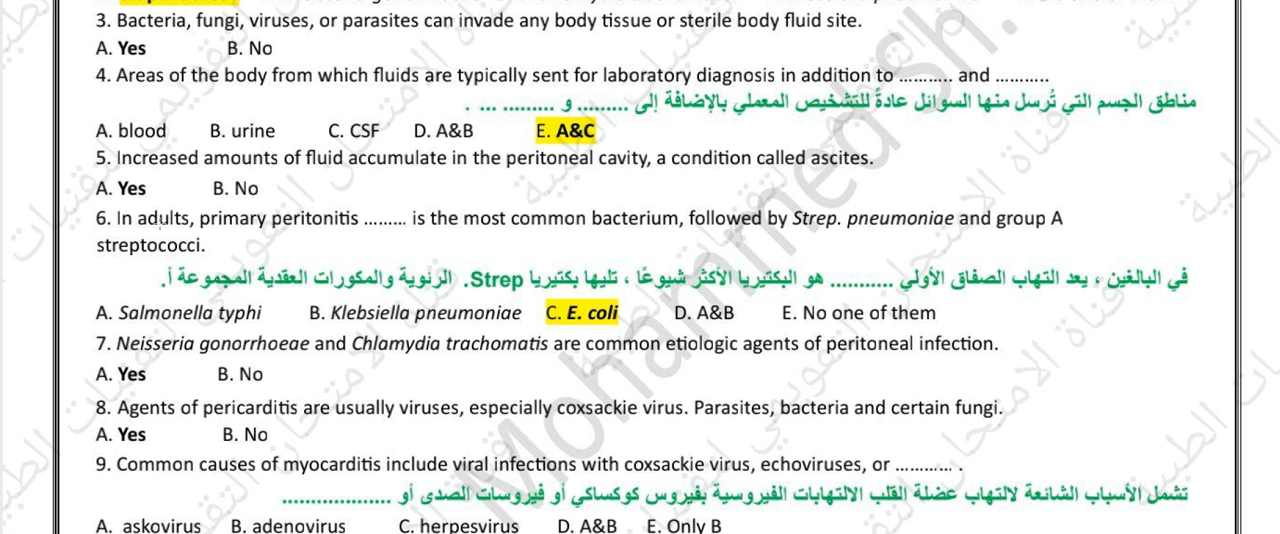 3. Bacteria, fungi, viruses, or parasites can invade any body tissue or sterile body fluid site.
A. Yes B. No
4. Areas of the body from which fluids are typically sent for laboratory diagnosis in addition to ........... and ...........
مناطق الجسم التي تُرسل منها السوائل عادةً للتشخيص المعملي بالإضافة إلى .......... و ......... ... .
A. blood B. urine C. CSF D. A&B E. A&C
5. Increased amounts of fluid accumulate in the peritoneal cavity, a condition called ascites.
A. Yes B. No
6. In adults, primary peritonitis ......... is the most common bacterium, followed by Strep. pneumoniae and group A
streptococci.
في البالغين ، يعد التهاب الصفاق الأولي ........... هو البكتيريا الأكثر شيوعًا ، تليها بكتيريا Strep. الرئوية والمكورات العقدية المجموعة أ.
A. Salmonella typhi B. Klebsiella pneumoniae C. E. coli D. A&B E. No one of them
7. Neisseria gonorrhoeae and Chlamydia trachomatis are common etiologic agents of peritoneal infection.
A. Yes B. No
8. Agents of pericarditis are usually viruses, especially coxsackie virus. Parasites, bacteria and certain fungi.
A. Yes B. No
9. Common causes of myocarditis include viral infections with coxsackie virus, echoviruses, or ............ .
تشمل الأسباب الشائعة لالتهاب عضلة القلب الالتهابات الفيروسية بفيروس كوكساكي أو فيروسات الصدى أو ...................
A. askovirus B. adenovirus C. herpesvirus D. A&B E. Only B
Mohammed sh.